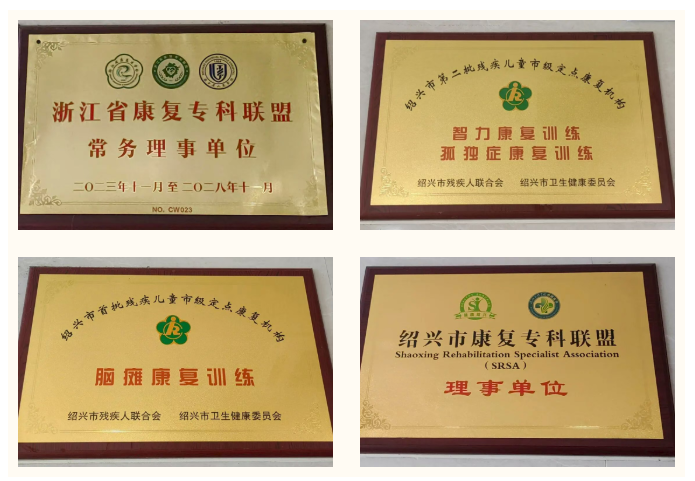 浙江省康复专科联盟
常务理事单位
二〇二三年十一月至二〇二八年十一月
NO. CW023
绍兴市第二批残疾儿童市级定点康复机构
智力康复训练
孤独症康复训练
绍兴市残疾人联合会 绍兴市卫生健康委员会
绍兴市首批残疾儿童市级定点康复机构
脑瘫康复训练
绍兴市残疾人联合会 绍兴市卫生健康委员会
绍兴市康复专科联盟
Shaoxing Rehabilitation Specialist Association
（SRSA）
理事单位